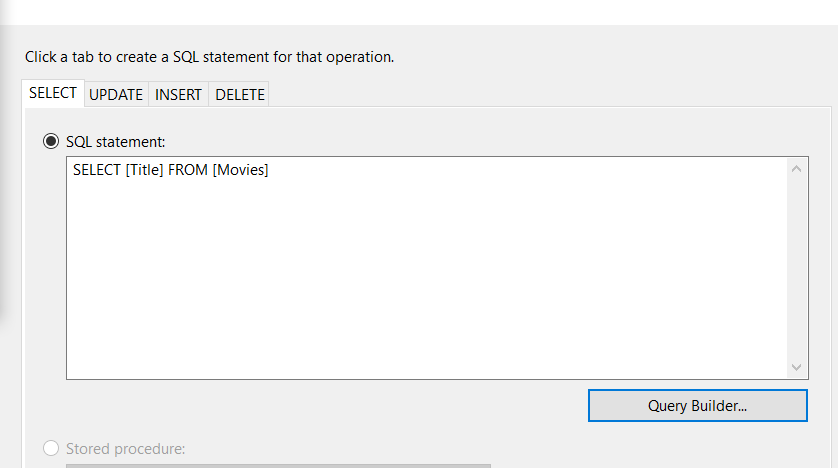 Click a tab to create a SQL statement for that operation.
SELECT UPDATE INSERT DELETE
SQL statement:
SELECT [Title] FROM [Movies]
Query Builder...
Stored procedure: